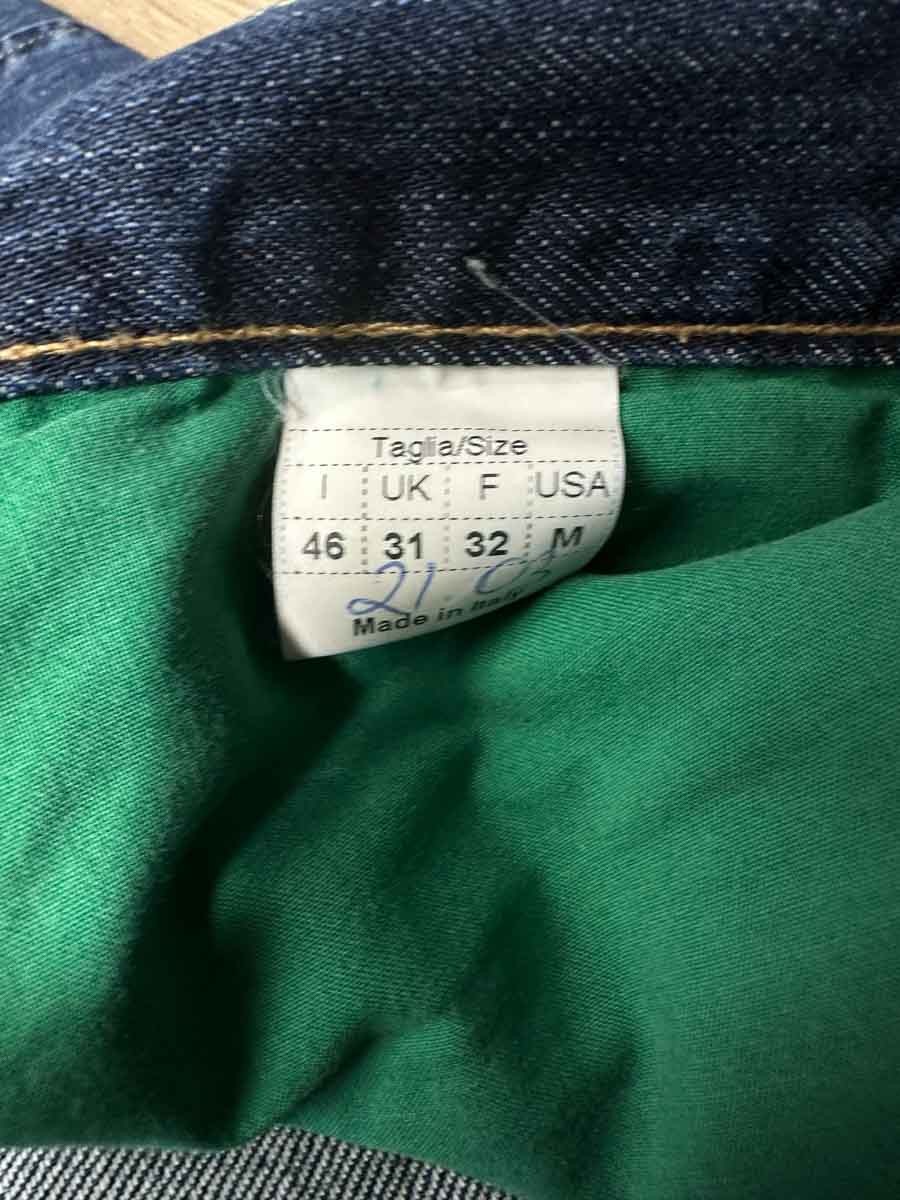 Taglia/Size
I UK F USA
46 31 32 M
21.03
Made in Italy